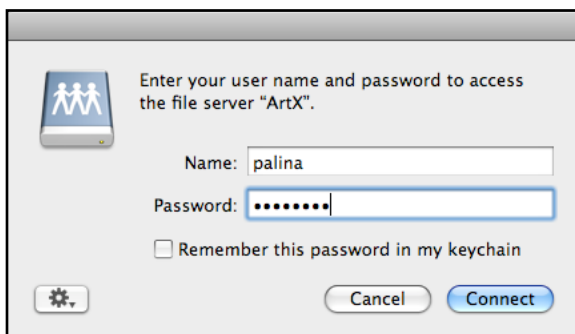 Enter your user name and password to access
the file server “ArtX”.
Name: palina
Password: ••••••••
Remember this password in my keychain
Cancel Connect